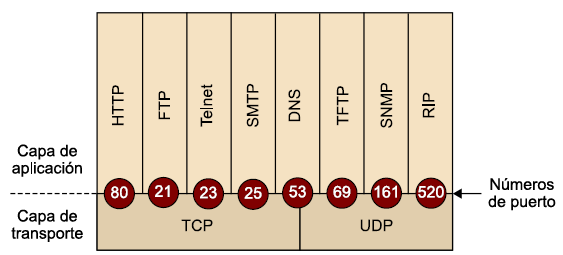 HTTP
FTP
Telnet
SMTP
DNS
TFTP
SNMP
RIP
Capa de
aplicación
80
21
23
25
53
69
161
520
Números
de puerto
Capa de
transporte
TCP
UDP